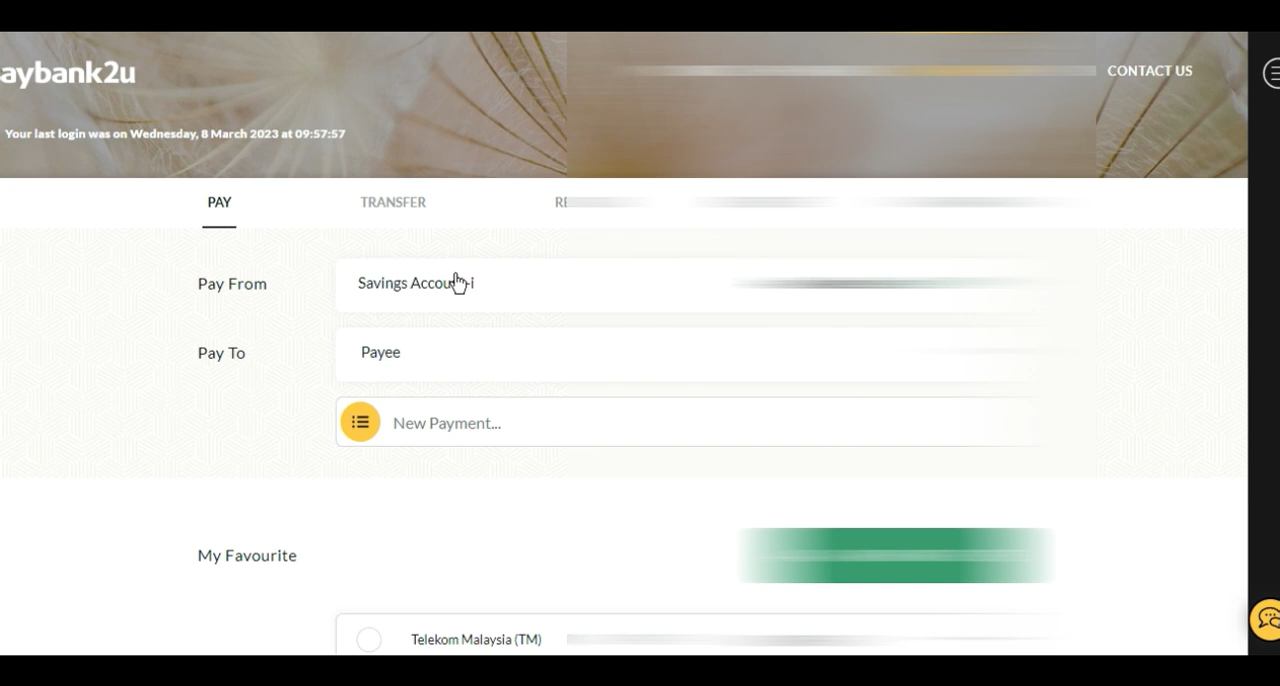 aybank2u
CONTACT US
Your last login was on Wednesday, 8 March 2023 at 09:57:57
PAY
TRANSFER
Pay From
Savings Account-i
Pay To
Payee
New Payment...
My Favourite
Telekom Malaysia (TM)